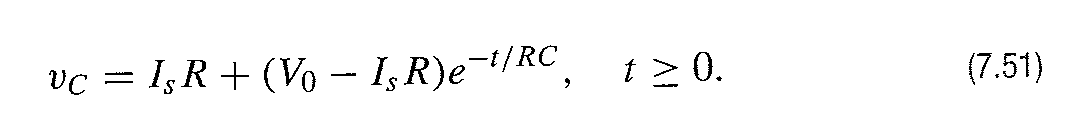 v_C = I_s R + (V_0 − I_s R)e^{−t/RC},   t ≥ 0.   (7.51)